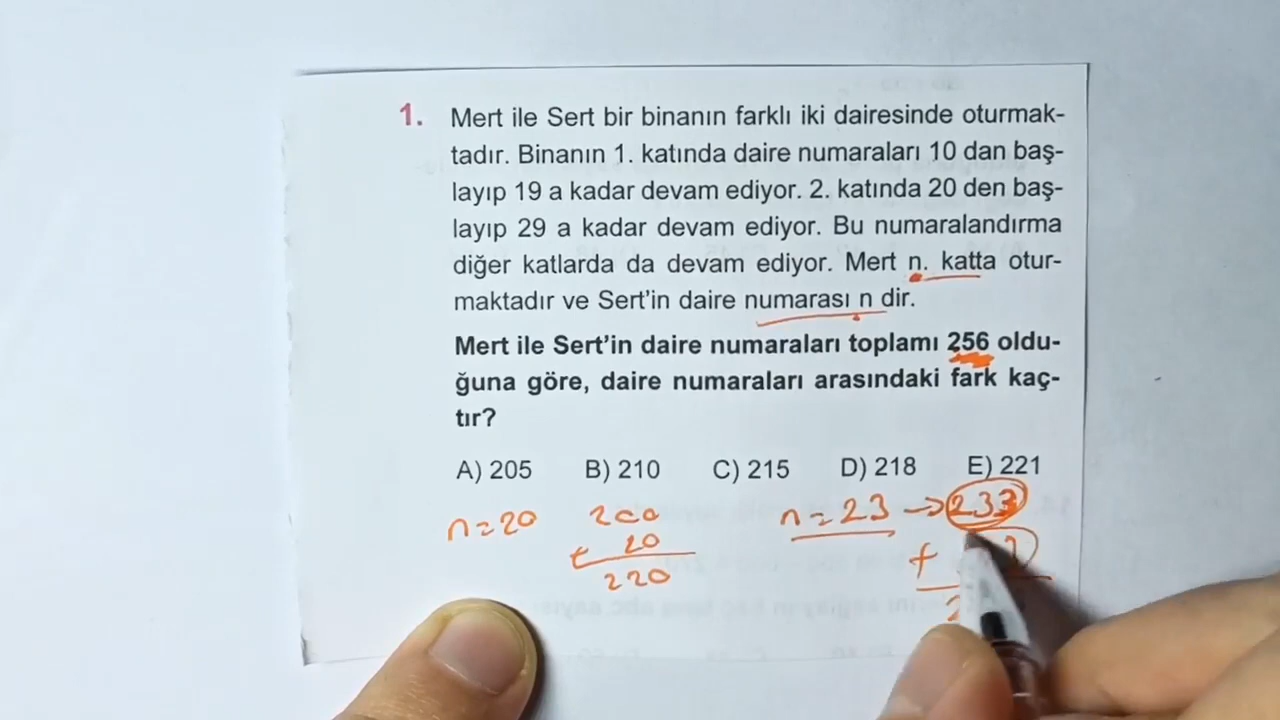 1. Mert ile Sert bir binanın farklı iki dairesinde oturmak-
tadır. Binanın 1. katında daire numaraları 10 dan baş-
layıp 19 a kadar devam ediyor. 2. katında 20 den baş-
layıp 29 a kadar devam ediyor. Bu numaralandırma
diğer katlarda da devam ediyor. Mert n. katta otur-
maktadır ve Sert’in daire numarası n dir.
Mert ile Sert’in daire numaraları toplamı 256 oldu-
ğuna göre, daire numaraları arasındaki fark kaç-
tır?
A) 205 B) 210 C) 215 D) 218 E) 221
n=20 200 n=23 → 233
+ 20 +
220